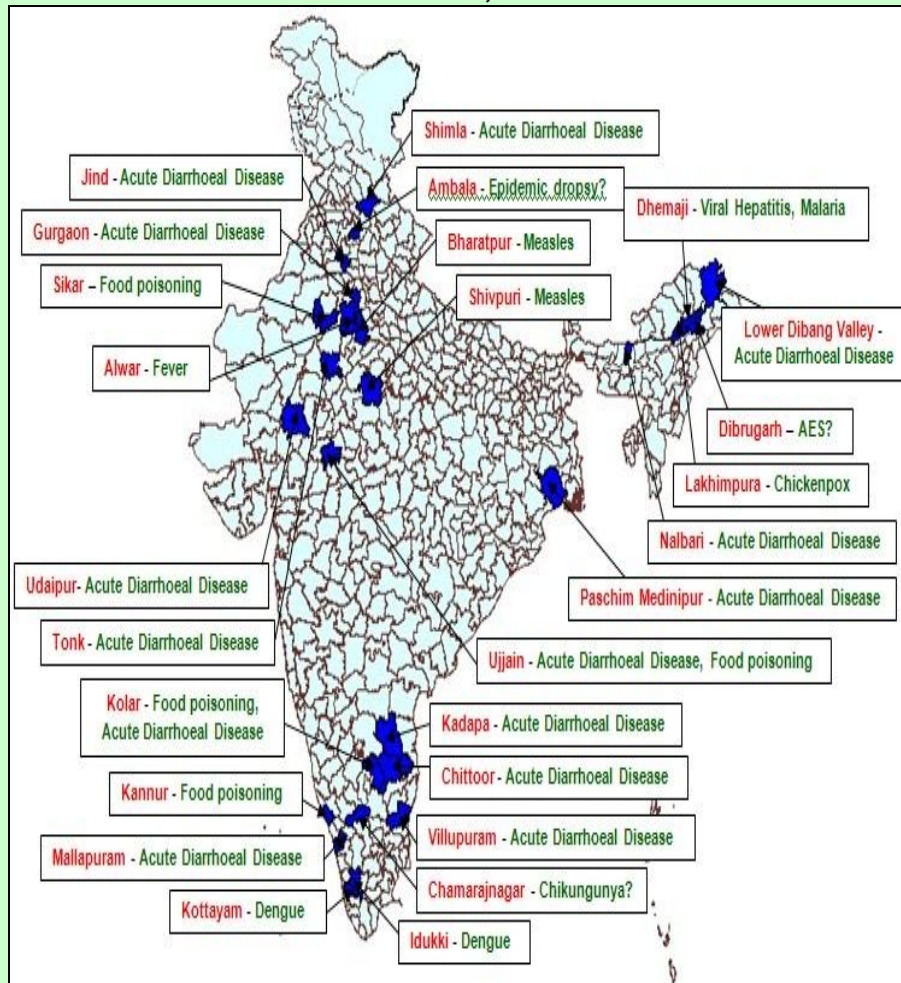 Shimla - Acute Diarrhoeal Disease
Jind - Acute Diarrhoeal Disease
Ambala - Epidemic dropsy?
Dhemaji - Viral Hepatitis, Malaria
Gurgaon - Acute Diarrhoeal Disease
Bharatpur - Measles
Sikar – Food poisoning
Shivpuri - Measles
Lower Dibang Valley -
Acute Diarrhoeal Disease
Alwar - Fever
Dibrugarh – AES?
Lakhimpura - Chickenpox
Nalbari - Acute Diarrhoeal Disease
Udaipur- Acute Diarrhoeal Disease
Paschim Medinipur - Acute Diarrhoeal Disease
Tonk - Acute Diarrhoeal Disease
Ujjain - Acute Diarrhoeal Disease, Food poisoning
Kolar - Food poisoning,
Acute Diarrhoeal Disease
Kadapa - Acute Diarrhoeal Disease
Chittoor - Acute Diarrhoeal Disease
Kannur - Food poisoning
Villupuram - Acute Diarrhoeal Disease
Mallapuram - Acute Diarrhoeal Disease
Chamarajnagar - Chikungunya?
Kottayam - Dengue
Idukki - Dengue